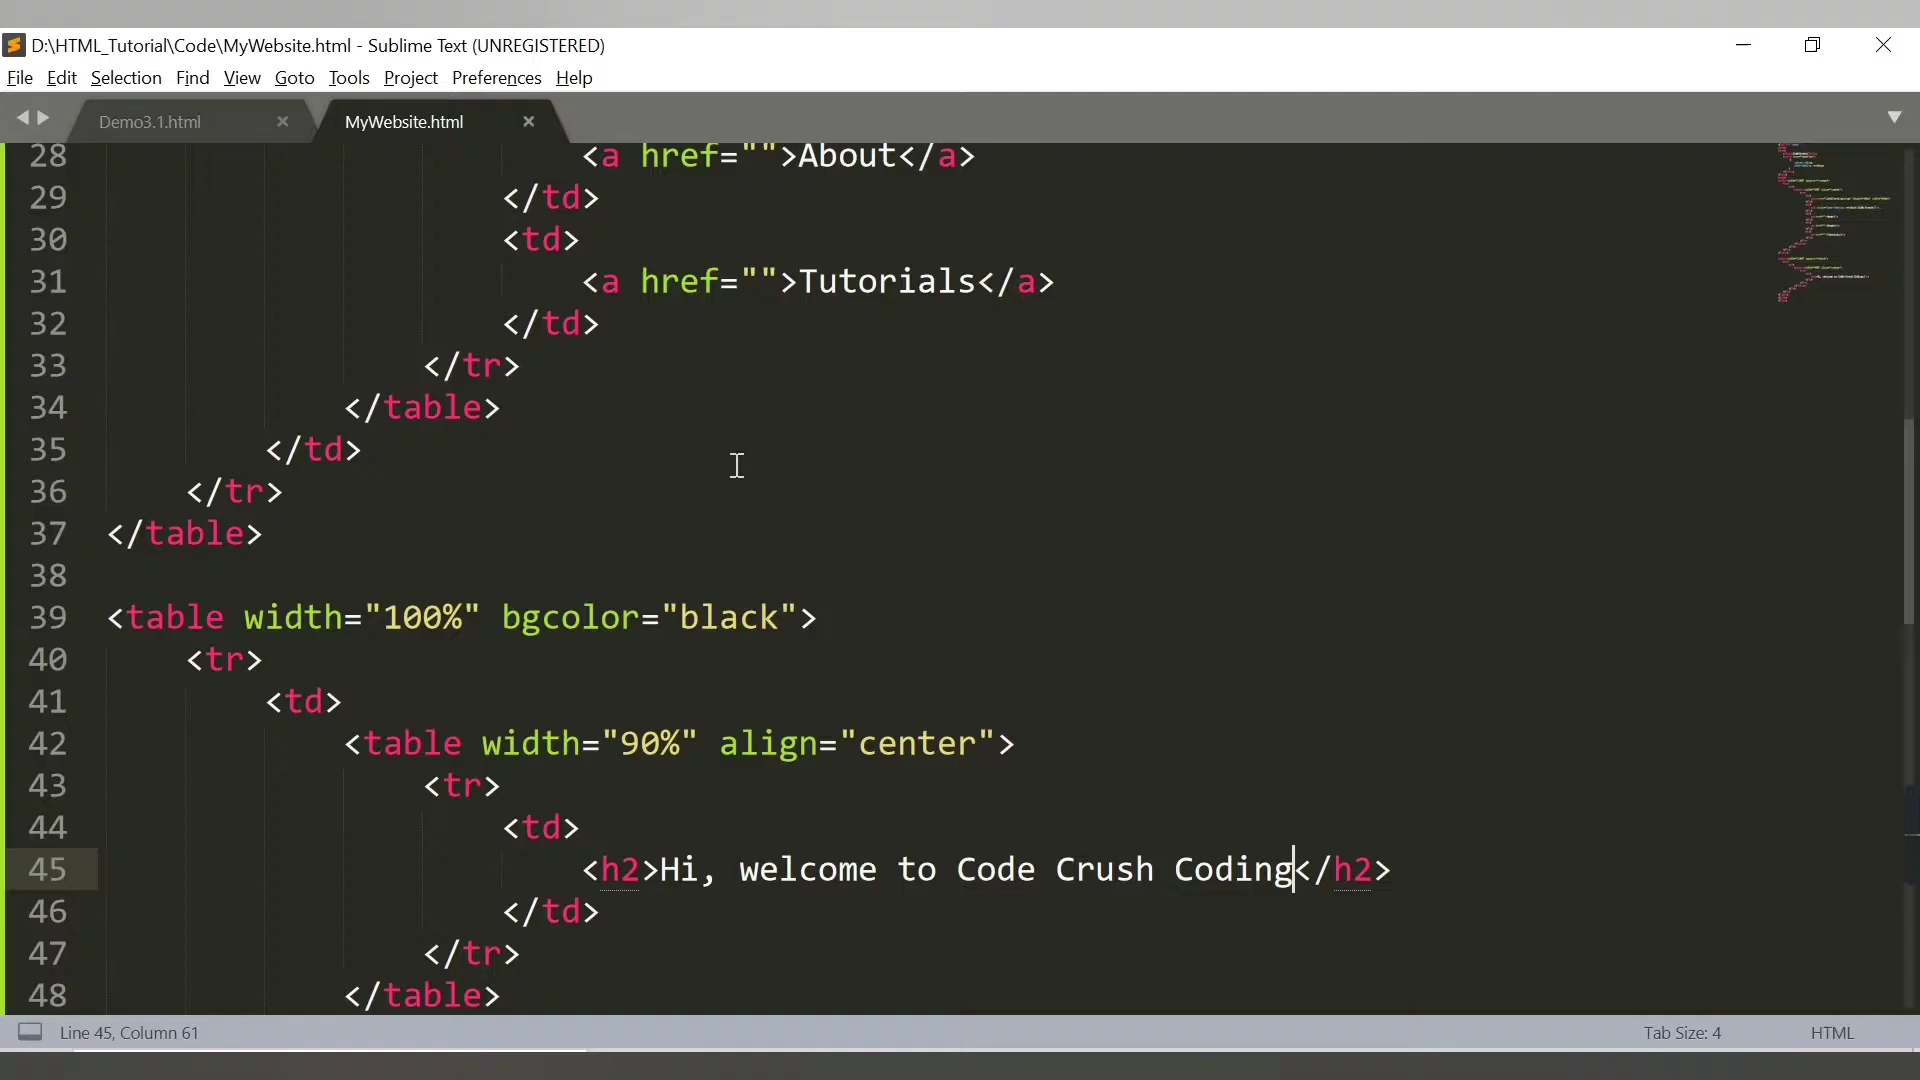 D:\HTML_Tutorial\Code\MyWebsite.html - Sublime Text (UNREGISTERED)
File Edit Selection Find View Goto Tools Project Preferences Help
Demo3.1.html × MyWebsite.html ×
28 <a href="">About</a>
29 </td>
30 <td>
31 <a href="">Tutorials</a>
32 </td>
33 </tr>
34 </table>
35 </td>
36 </tr>
37 </table>
38
39 <table width="100%" bgcolor="black">
40 <tr>
41 <td>
42 <table width="90%" align="center">
43 <tr>
44 <td>
45 <h2>Hi, welcome to Code Crush Coding</h2>
46 </td>
47 </tr>
48 </table>
Line 45, Column 61 Tab Size: 4 HTML